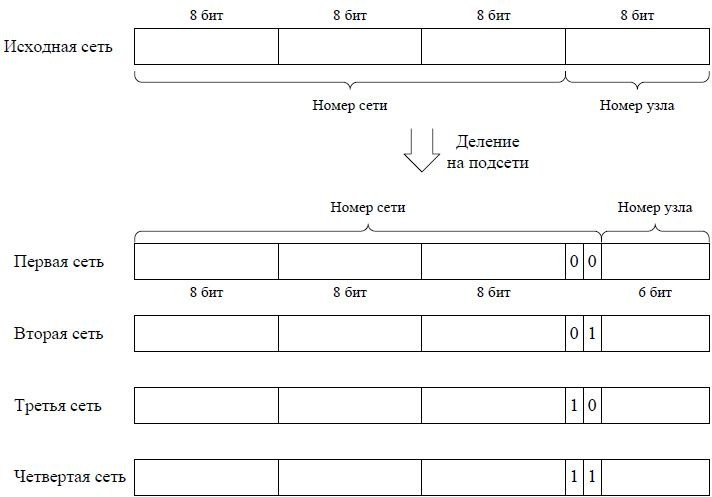 8 бит 8 бит 8 бит 8 бит
Исходная сеть
Номер сети Номер узла
Деление
на подсети
Номер сети Номер узла
Первая сеть 0 0
8 бит 8 бит 8 бит 6 бит
Вторая сеть 0 1
Третья сеть 1 0
Четвертая сеть 1 1